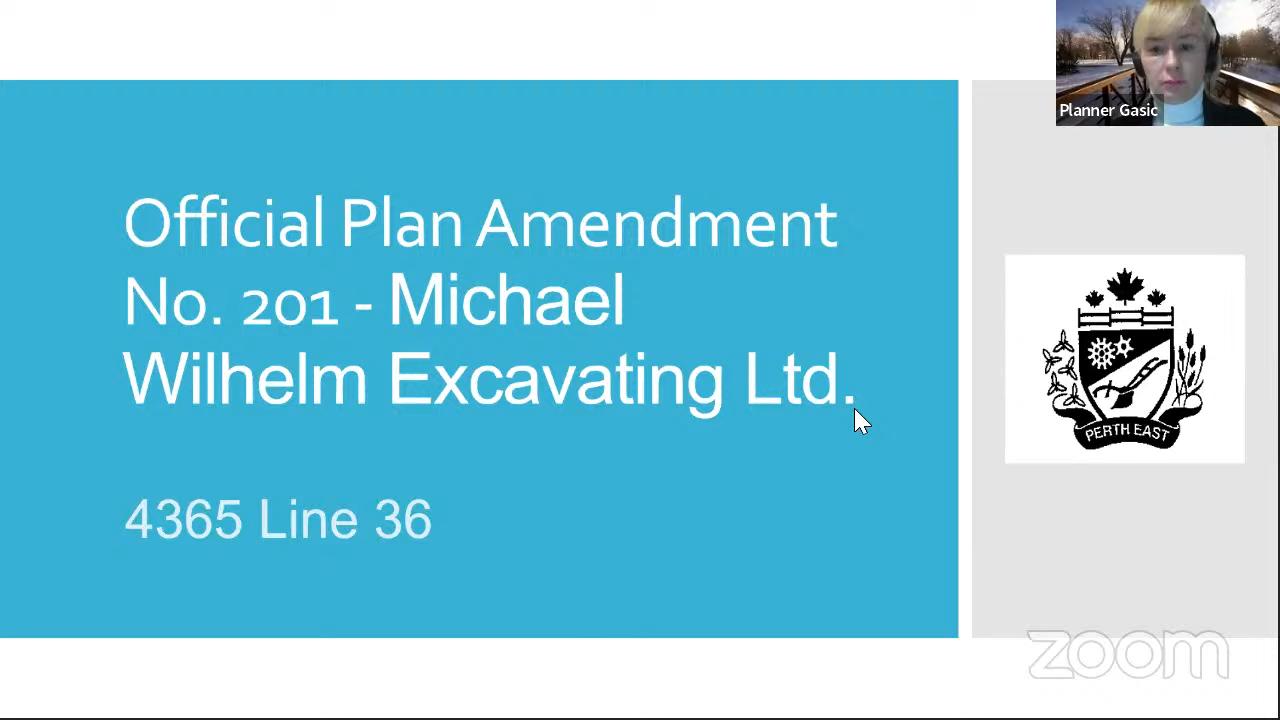 Planner Gasic
Official Plan Amendment
No. 201 - Michael
Wilhelm Excavating Ltd.
4365 Line 36
PERTH EAST
zoom